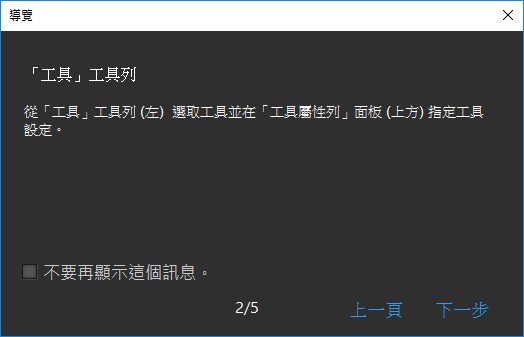 導覽
「工具」工具列
從「工具」工具列 (左) 選取工具並在「工具屬性列」面板 (上方) 指定工具
設定。
不要再顯示這個訊息。
2/5
上一頁
下一步